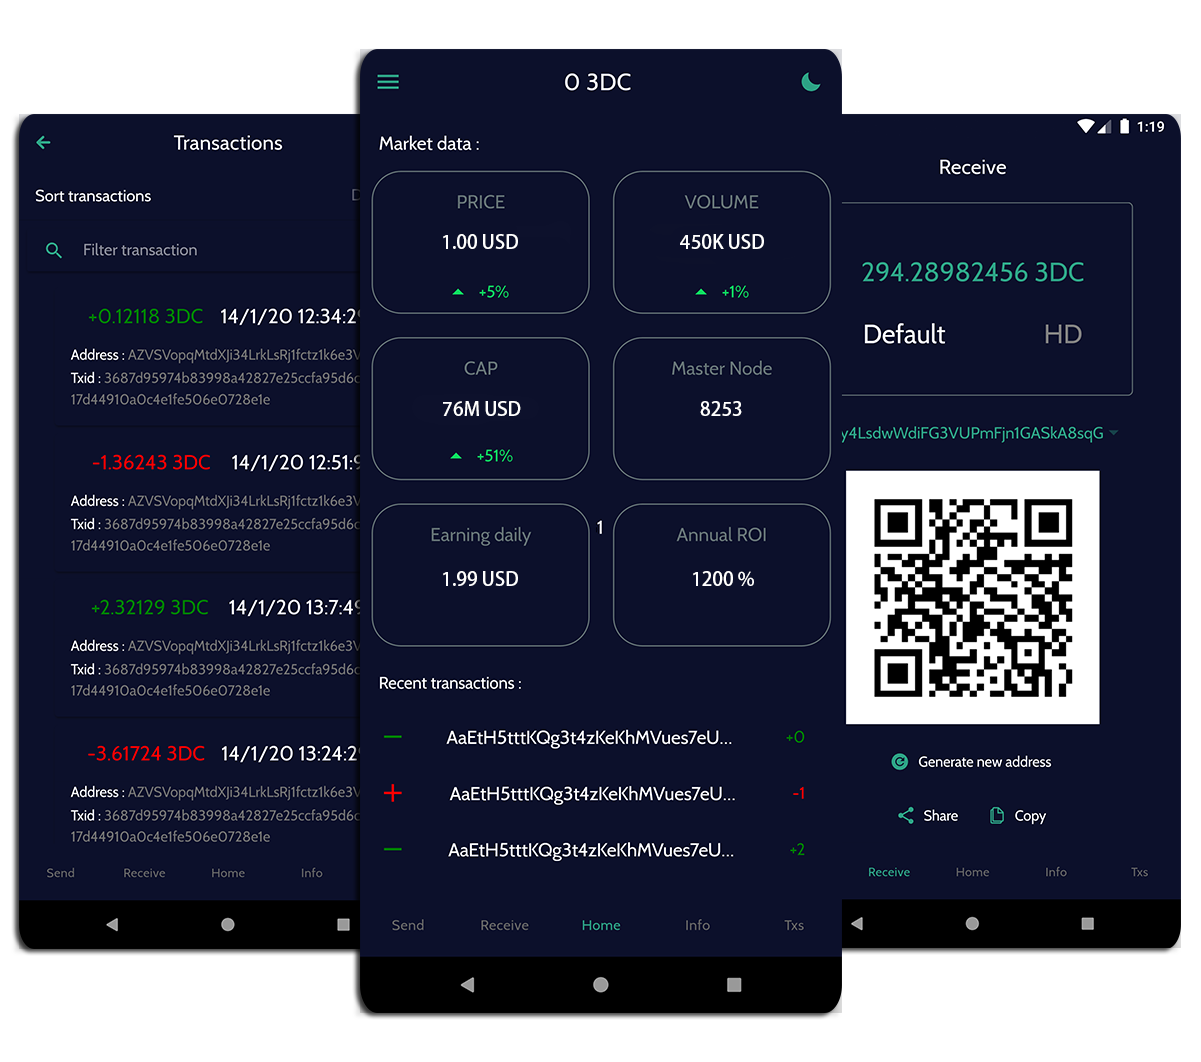 Transactions
Sort transactions D
Filter transaction
+0.12118 3DC 14/1/20 12:34:29
Address : AZVSVopqMtdXJi34LrkLsRj1fctz1k6e3V
Txid : 3687d95974b83998a42827e25ccfa95d6c
17d44910a0c4e1fe506e0728e1e
-1.36243 3DC 14/1/20 12:51:9
Address : AZVSVopqMtdXJi34LrkLsRj1fctz1k6e3V
Txid : 3687d95974b83998a42827e25ccfa95d6c
17d44910a0c4e1fe506e0728e1e
+2.32129 3DC 14/1/20 13:7:49
Address : AZVSVopqMtdXJi34LrkLsRj1fctz1k6e3V
Txid : 3687d95974b83998a42827e25ccfa95d6c
17d44910a0c4e1fe506e0728e1e
-3.61724 3DC 14/1/20 13:24:29
Address : AZVSVopqMtdXJi34LrkLsRj1fctz1k6e3V
Txid : 3687d95974b83998a42827e25ccfa95d6c
17d44910a0c4e1fe506e0728e1e
Send Receive Home Info
0 3DC
Market data :
PRICE
1.00 USD
+5%
VOLUME
450K USD
+1%
CAP
76M USD
+51%
Master Node
8253
Earning daily
1.99 USD
1
Annual ROI
1200 %
Recent transactions :
AaEtH5tttKQg3t4zKeKhMVues7eU... +0
AaEtH5tttKQg3t4zKeKhMVues7eU... -1
AaEtH5tttKQg3t4zKeKhMVues7eU... +2
Send Receive Home Info Txs
1:19
Receive
294.28982456 3DC
Default HD
y4LsdwWdiFG3VUPmFjn1GASkA8sqG
Generate new address
Share Copy
Receive Home Info Txs